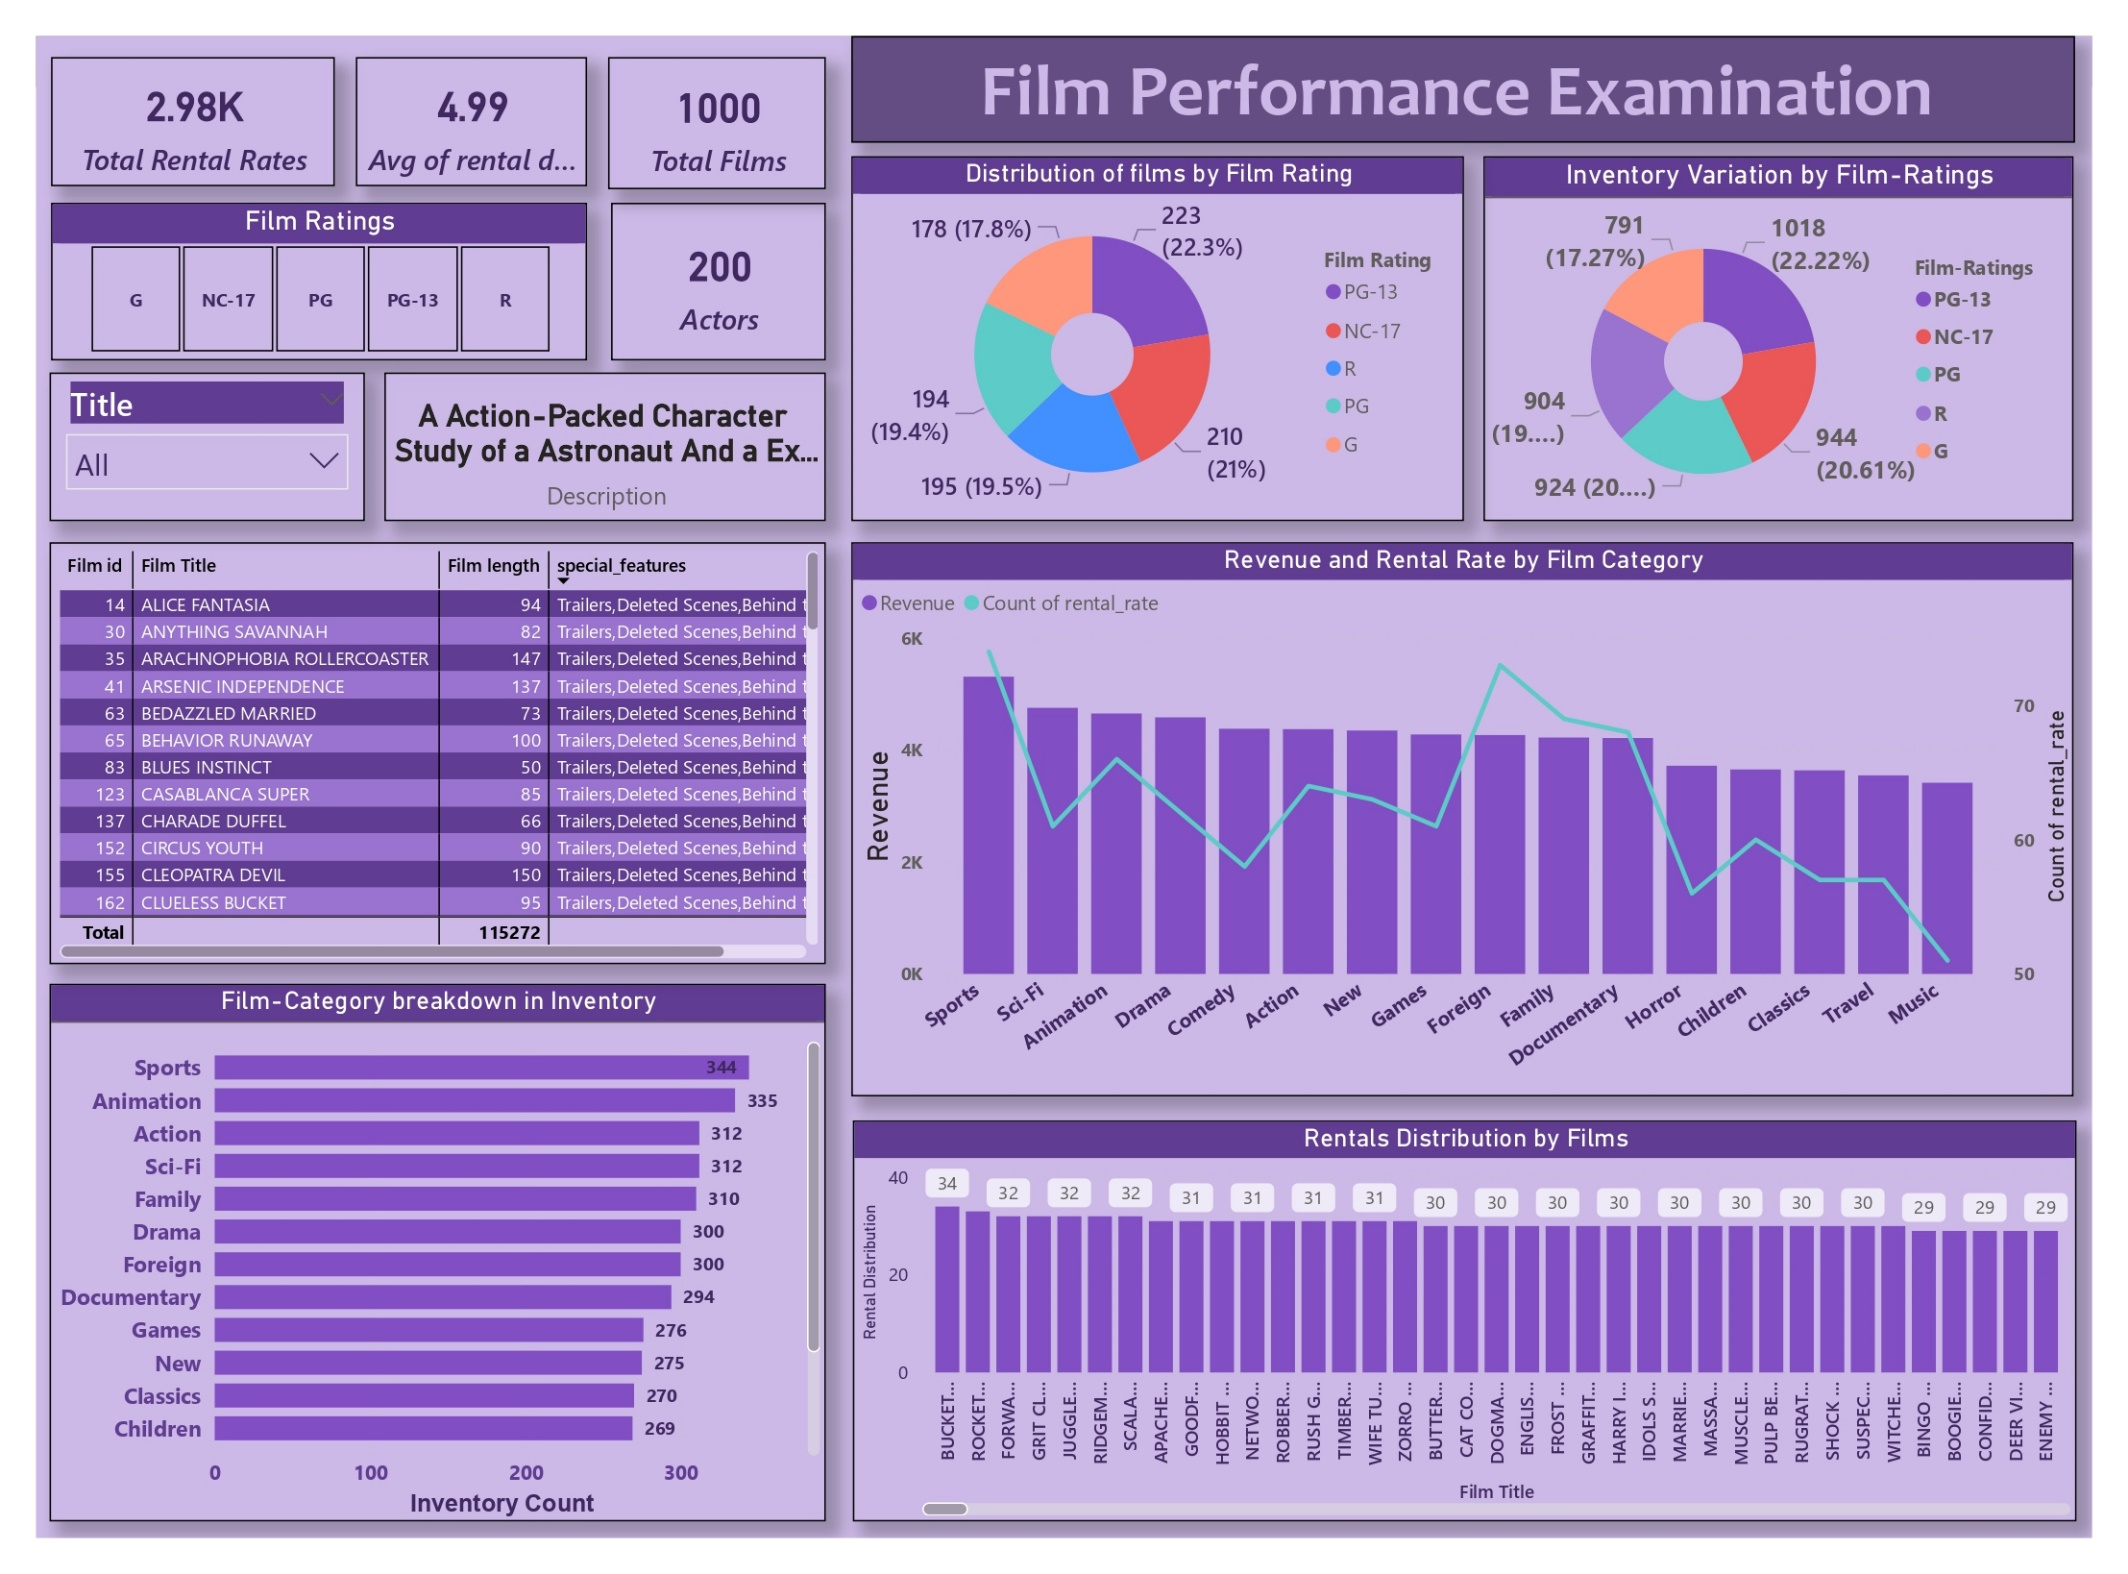 2.98K
Total Rental Rates
4.99
Avg of rental d...
1000
Total Films
Film Performance Examination
Film Ratings
G
NC-17
PG
PG-13
R
200
Actors
Title
All
A Action-Packed Character
Study of a Astronaut And a Ex...
Description
Distribution of films by Film Rating
178 (17.8%)
223
(22.3%)
194
(19.4%)
210
(21%)
195 (19.5%)
Film Rating
PG-13
NC-17
R
PG
G
Inventory Variation by Film-Ratings
791
(17.27%)
1018
(22.22%)
904
(19....)
944
(20.61%)
924 (20....)
Film-Ratings
PG-13
NC-17
PG
R
G
Film id Film Title Film length special_features
14 ALICE FANTASIA 94 Trailers,Deleted Scenes,Behind t
30 ANYTHING SAVANNAH 82 Trailers,Deleted Scenes,Behind t
35 ARACHNOPHOBIA ROLLERCOASTER 147 Trailers,Deleted Scenes,Behind t
41 ARSENIC INDEPENDENCE 137 Trailers,Deleted Scenes,Behind t
63 BEDAZZLED MARRIED 73 Trailers,Deleted Scenes,Behind t
65 BEHAVIOR RUNAWAY 100 Trailers,Deleted Scenes,Behind t
83 BLUES INSTINCT 50 Trailers,Deleted Scenes,Behind t
123 CASABLANCA SUPER 85 Trailers,Deleted Scenes,Behind t
137 CHARADE DUFFEL 66 Trailers,Deleted Scenes,Behind t
152 CIRCUS YOUTH 90 Trailers,Deleted Scenes,Behind t
155 CLEOPATRA DEVIL 150 Trailers,Deleted Scenes,Behind t
162 CLUELESS BUCKET 95 Trailers,Deleted Scenes,Behind t
Total 115272
Revenue and Rental Rate by Film Category
Revenue Count of rental_rate
6K
4K
2K
0K
Revenue
70
60
50
Count of rental_rate
Sports
Sci-Fi
Animation
Drama
Comedy
Action
New
Games
Foreign
Family
Documentary
Horror
Children
Classics
Travel
Music
Film-Category breakdown in Inventory
Sports 344
Animation 335
Action 312
Sci-Fi 312
Family 310
Drama 300
Foreign 300
Documentary 294
Games 276
New 275
Classics 270
Children 269
0 100 200 300
Inventory Count
Rentals Distribution by Films
40
20
0
Rental Distribution
34 32 32 32 31 31 31 31 30 30 30 30 30 30 30 30 29 29 29
BUCKET...
ROCKET...
FORWA...
GRIT CL...
JUGGLE...
RIDGEM...
SCALA...
APACHE...
GOODF...
HOBBIT ...
NETWO...
ROBBER...
RUSH G...
TIMBER...
WIFE TU...
ZORRO ...
BUTTER...
CAT CO...
DOGMA...
ENGLIS...
FROST ...
GRAFFIT...
HARRY I...
IDOLS S...
MARRIE...
MASSA...
MUSCLE...
PULP BE...
RUGRAT...
SHOCK ...
SUSPEC...
WITCHE...
BINGO ...
BOOGIE...
CONFID...
DEER VI...
ENEMY ...
Film Title